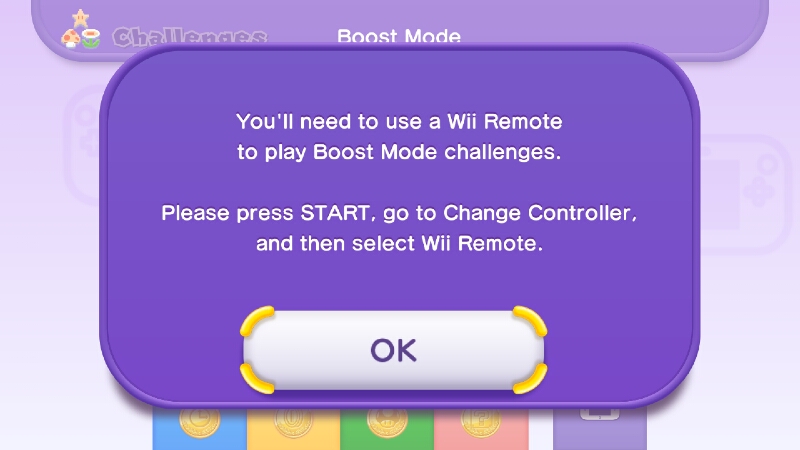 Challenges
Boost Mode
You'll need to use a Wii Remote
to play Boost Mode challenges.
Please press START, go to Change Controller,
and then select Wii Remote.
OK